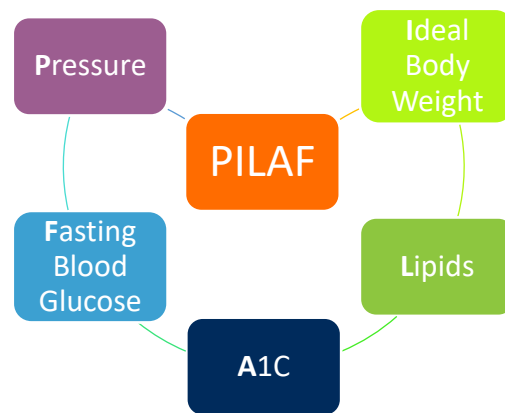 PILAF
Pressure
Ideal
Body
Weight
Lipids
A1C
Fasting
Blood
Glucose